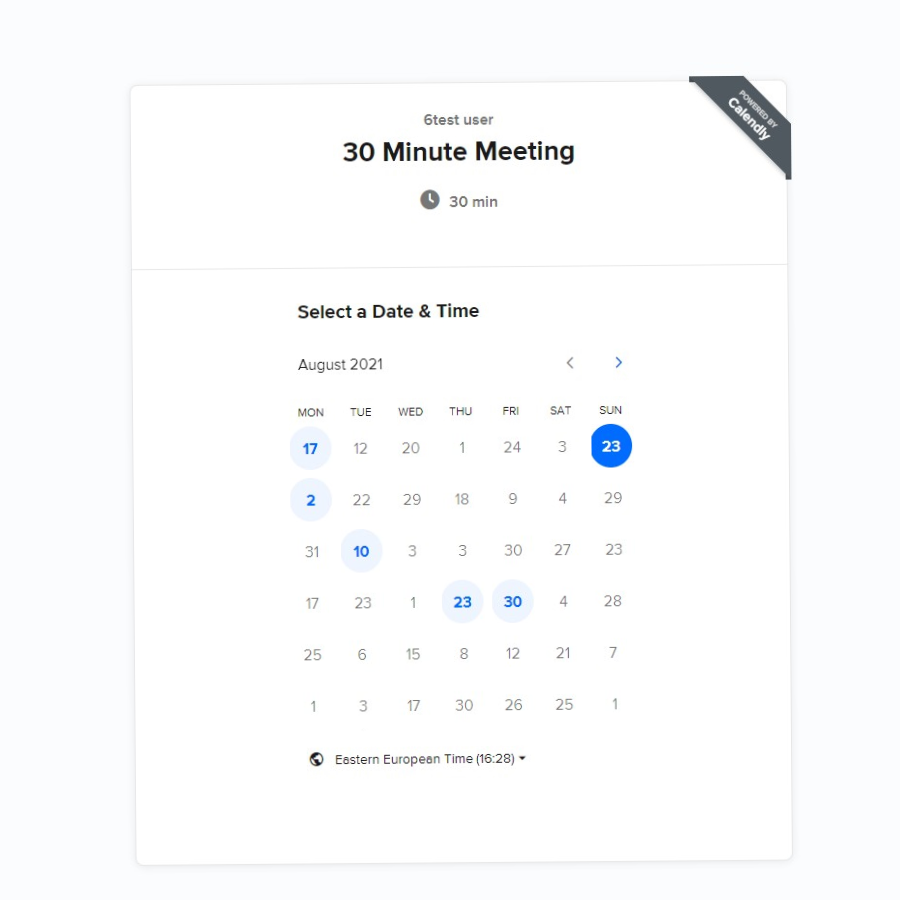 POWERED BY
Calendly
6test user
30 Minute Meeting
30 min
Select a Date & Time
August 2021
MON TUE WED THU FRI SAT SUN
17 12 20 1 24 3 23
2 22 29 18 9 4 29
31 10 3 3 30 27 23
17 23 1 23 30 4 28
25 6 15 8 12 21 7
1 3 17 30 26 25 1
Eastern European Time (16:28)